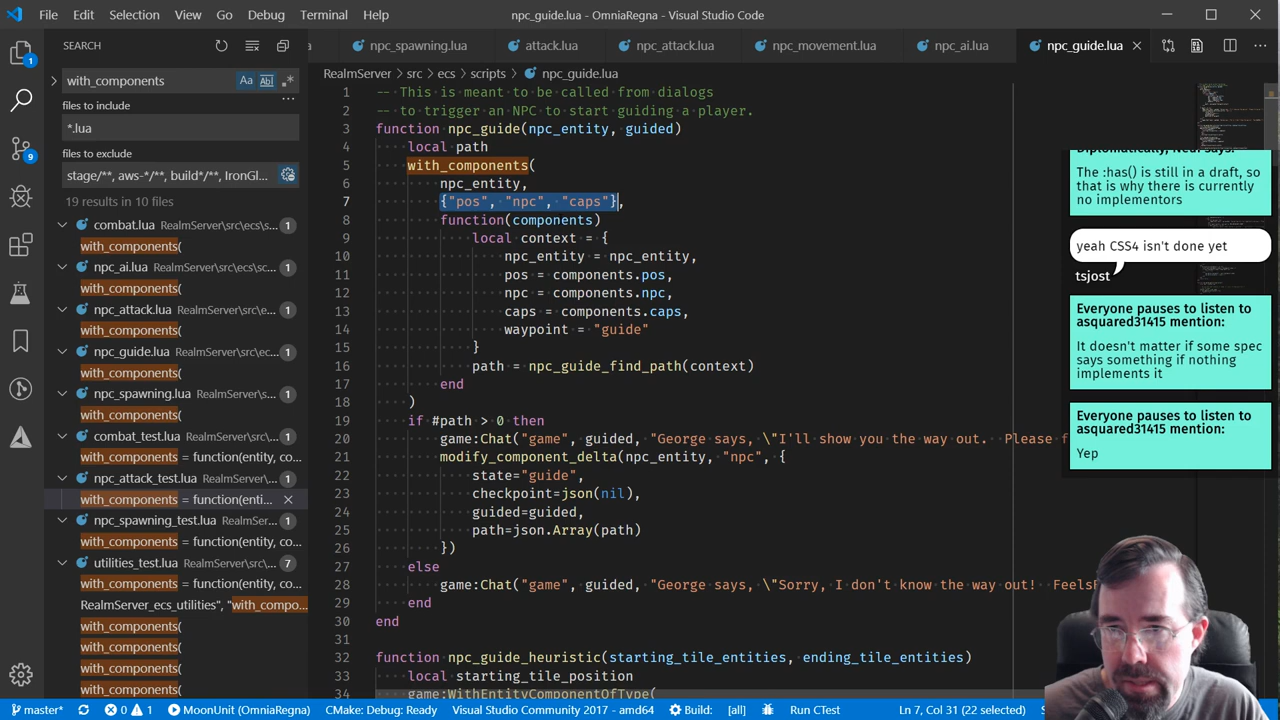 File Edit Selection View Go Debug Terminal Help npc_guide.lua - OmniaRegna - Visual Studio Code
SEARCH
npc_spawning.lua attack.lua npc_attack.lua npc_movement.lua npc_ai.lua npc_guide.lua
RealmServer > src > ecs > scripts > npc_guide.lua
with_components
files to include
*.lua
files to exclude
stage/**, aws-*/**, build*/**, IronGl...
19 results in 10 files
combat.lua RealmServer\src\ecs\s... 1
with_components(
npc_ai.lua RealmServer\src\ecs\sc... 1
with_components(
npc_attack.lua RealmServer\src\e... 1
with_components(
npc_guide.lua RealmServer\src\ec... 1
with_components(
npc_spawning.lua RealmServer\sr... 1
with_components(
combat_test.lua RealmServer\src\... 1
with_components = function(entity, co...
npc_attack_test.lua RealmServer\... 1
with_components = function(enti...
npc_spawning_test.lua RealmSer... 1
with_components = function(entity, co...
utilities_test.lua RealmServer\src\... 7
with_components = function(entity, co...
RealmServer_ecs_utilities", "with_compo...
with_components(
with_components(
with_components(
with_components(
1 -- This is meant to be called from dialogs
2 -- to trigger an NPC to start guiding a player.
3 function npc_guide(npc_entity, guided)
4 local path
5 with_components(
6 npc_entity,
7 {"pos", "npc", "caps"},
8 function(components)
9 local context = {
10 npc_entity = npc_entity,
11 pos = components.pos,
12 npc = components.npc,
13 caps = components.caps,
14 waypoint = "guide"
15 }
16 path = npc_guide_find_path(context)
17 end
18 )
19 if #path > 0 then
20 game:Chat("game", guided, "George says, \"I'll show you the way out. Please f
21 modify_component_delta(npc_entity, "npc", {
22 state="guide",
23 checkpoint=json(nil),
24 guided=guided,
25 path=json.Array(path)
26 })
27 else
28 game:Chat("game", guided, "George says, \"Sorry, I don't know the way out! FeelsB
29 end
30 end
31
32 function npc_guide_heuristic(starting_tile_entities, ending_tile_entities)
33 local starting_tile_position
34 game:WithEntityComponentOfType(
Diplomatically, Neal says:
The :has() is still in a draft, so
that is why there is currently
no implementors
yeah CSS4 isn't done yet
tsjost
Everyone pauses to listen to
asquared31415 mention:
It doesn't matter if some spec
says something if nothing
implements it
Everyone pauses to listen to
asquared31415 mention:
Yep
1
9
master* 0 1 MoonUnit (OmniaRegna) CMake: Debug: Ready Visual Studio Community 2017 - amd64 Build: [all] Run CTest Ln 7, Col 31 (22 selected)